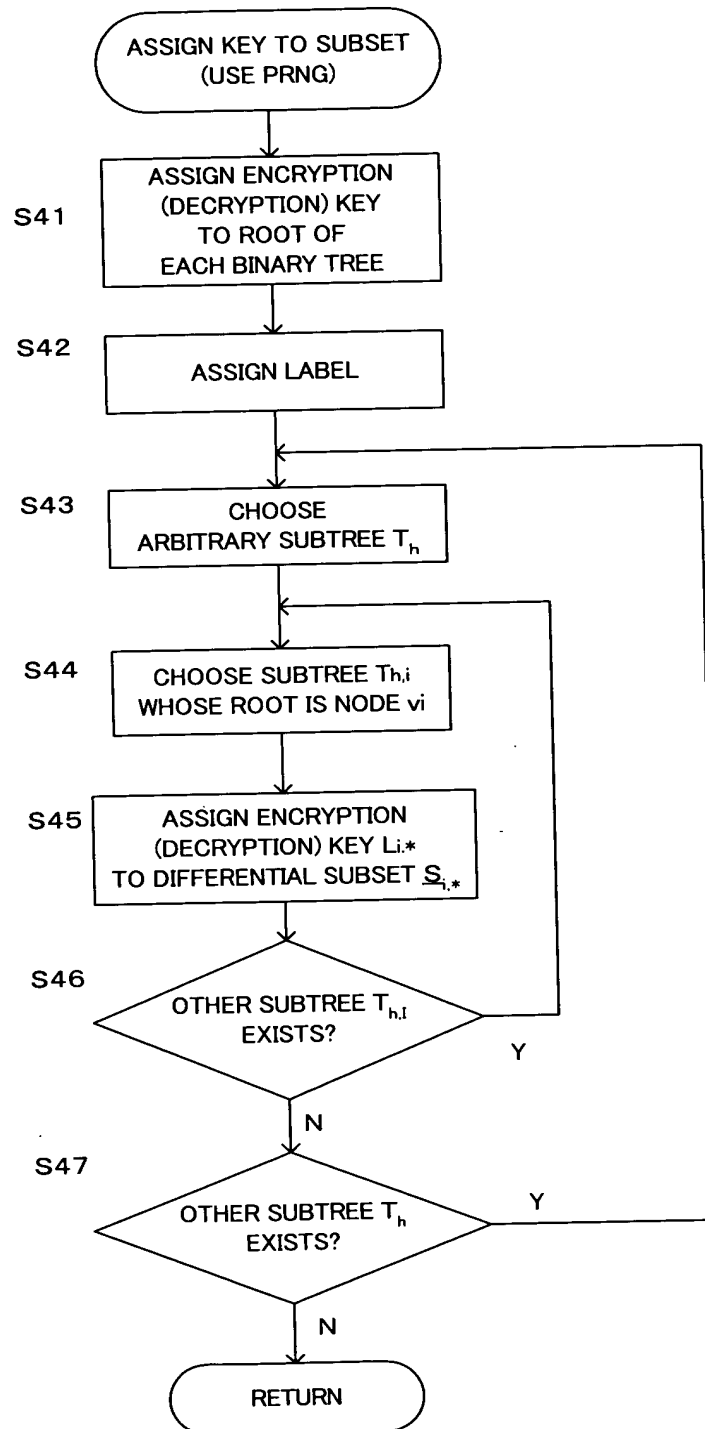 ASSIGN KEY TO SUBSET
(USE PRNG)
S41
ASSIGN ENCRYPTION
(DECRYPTION) KEY
TO ROOT OF
EACH BINARY TREE
S42
ASSIGN LABEL
S43
CHOOSE
ARBITRARY SUBTREE Th
S44
CHOOSE SUBTREE Th,i
WHOSE ROOT IS NODE vi
S45
ASSIGN ENCRYPTION
(DECRYPTION) KEY Li,*
TO DIFFERENTIAL SUBSET Si,*
S46
OTHER SUBTREE Th,I
EXISTS?
Y
N
S47
OTHER SUBTREE Th
EXISTS?
Y
N
RETURN